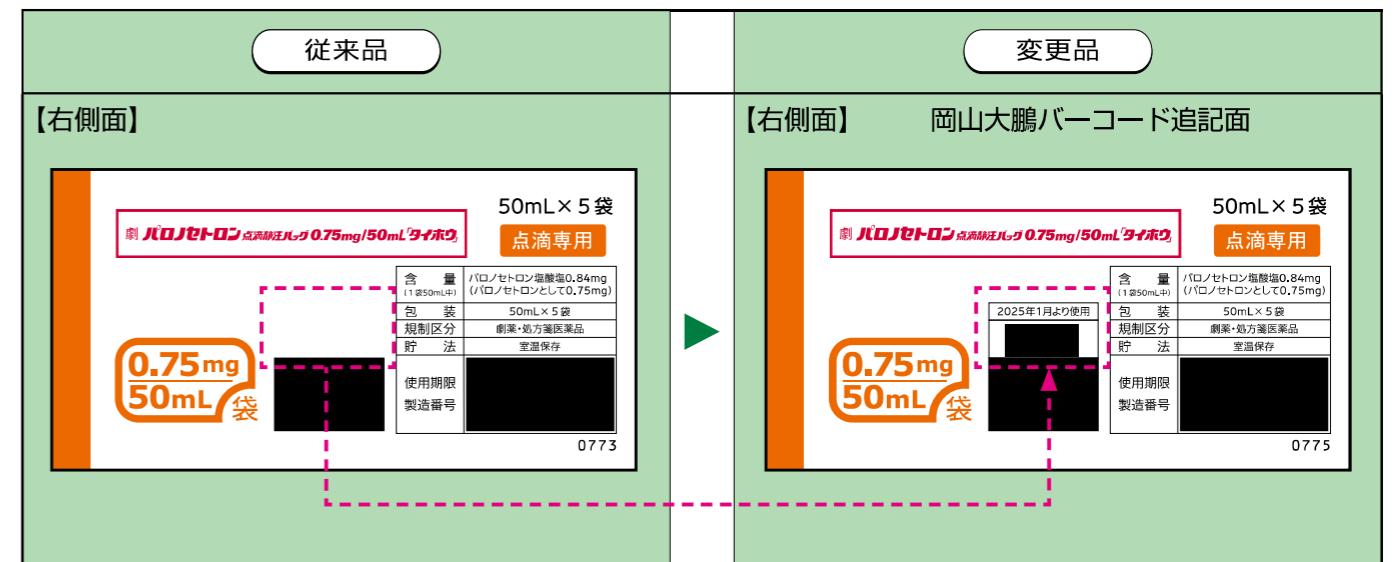 従来品
【右側面】
50mL×5袋
劇 パロノセトロン点滴静注バッグ0.75mg/50mL「タイホウ」
点滴専用
含量 パロノセトロン塩酸塩0.84mg
(1袋50mL中) (パロノセトロンとして0.75mg)
包装 50mL×5袋
規制区分 劇薬・処方箋医薬品
貯法 室温保存
使用期限
製造番号
0.75mg
50mL/袋
0773
変更品
【右側面】 岡山大鵬バーコード追記面
50mL×5袋
劇 パロノセトロン点滴静注バッグ0.75mg/50mL「タイホウ」
点滴専用
含量 パロノセトロン塩酸塩0.84mg
(1袋50mL中) (パロノセトロンとして0.75mg)
2025年1月より使用
包装 50mL×5袋
規制区分 劇薬・処方箋医薬品
貯法 室温保存
使用期限
製造番号
0.75mg
50mL/袋
0775